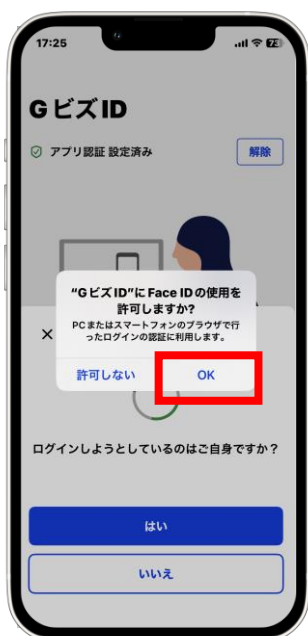 17:25
GビズID
アプリ認証 設定済み
解除
"GビズID"にFace IDの使用を
許可しますか?
PCまたはスマートフォンのブラウザで行
ったログインの認証に利用します。
許可しない
OK
ログインしようとしているのはご自身ですか?
はい
いいえ